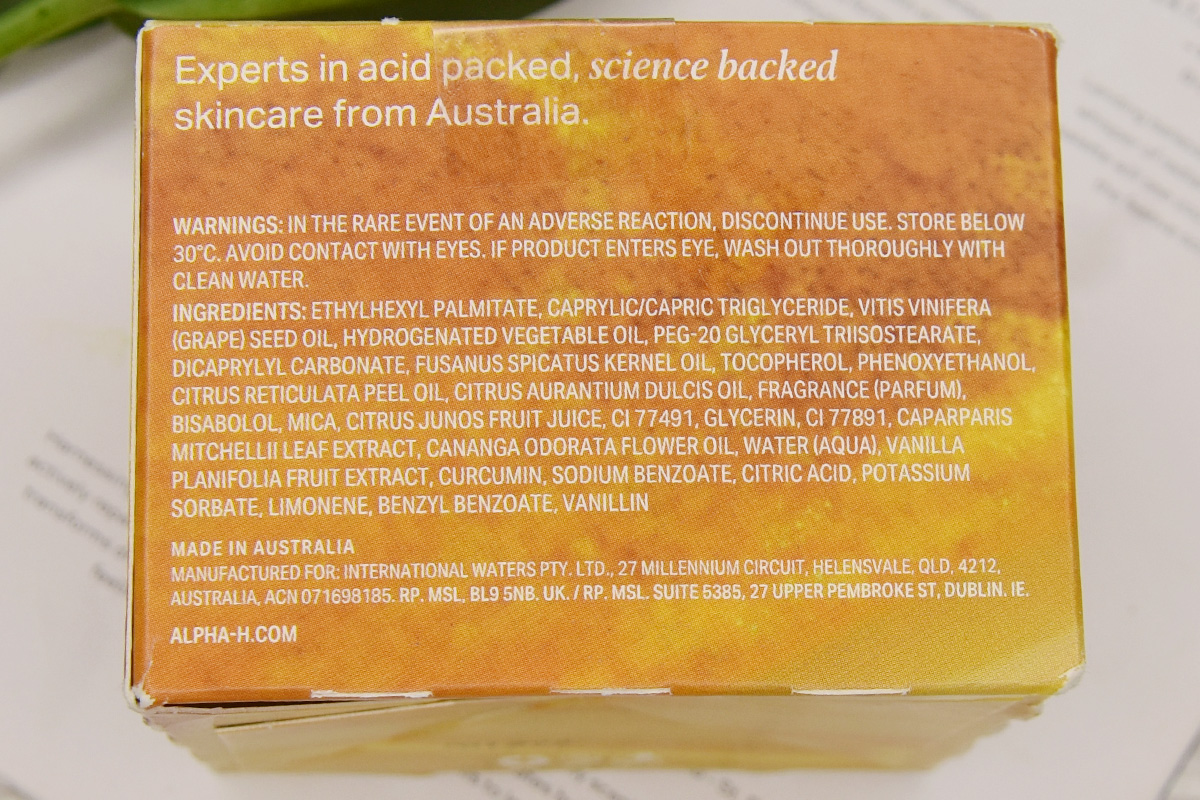 Experts in acid packed, science backed
skincare from Australia.
WARNINGS: IN THE RARE EVENT OF AN ADVERSE REACTION, DISCONTINUE USE. STORE BELOW
30°C. AVOID CONTACT WITH EYES. IF PRODUCT ENTERS EYE, WASH OUT THOROUGHLY WITH
CLEAN WATER.
INGREDIENTS: ETHYLHEXYL PALMITATE, CAPRYLIC/CAPRIC TRIGLYCERIDE, VITIS VINIFERA
(GRAPE) SEED OIL, HYDROGENATED VEGETABLE OIL, PEG-20 GLYCERYL TRIISOSTEARATE,
DICAPRYLYL CARBONATE, FUSANUS SPICATUS KERNEL OIL, TOCOPHEROL, PHENOXYETHANOL,
CITRUS RETICULATA PEEL OIL, CITRUS AURANTIUM DULCIS OIL, FRAGRANCE (PARFUM),
BISABOLOL, MICA, CITRUS JUNOS FRUIT JUICE, CI 77491, GLYCERIN, CI 77891, CAPARPARIS
MITCHELLII LEAF EXTRACT, CANANGA ODORATA FLOWER OIL, WATER (AQUA), VANILLA
PLANIFOLIA FRUIT EXTRACT, CURCUMIN, SODIUM BENZOATE, CITRIC ACID, POTASSIUM
SORBATE, LIMONENE, BENZYL BENZOATE, VANILLIN
MADE IN AUSTRALIA
MANUFACTURED FOR: INTERNATIONAL WATERS PTY. LTD., 27 MILLENNIUM CIRCUIT, HELENSVALE, QLD, 4212,
AUSTRALIA, ACN 071698185. RP. MSL, BL9 5NB. UK. / RP. MSL. SUITE 5385, 27 UPPER PEMBROKE ST, DUBLIN. IE.
ALPHA-H.COM